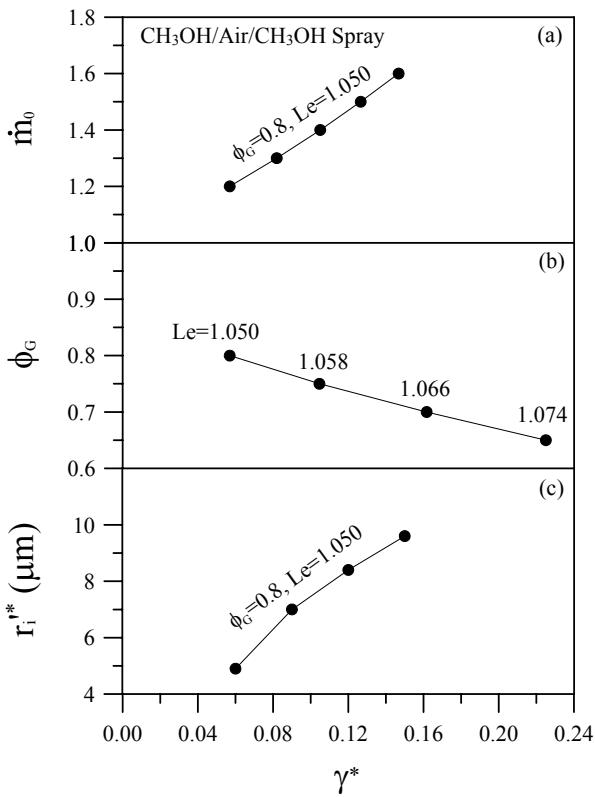 CH₃OH/Air/CH₃OH Spray
(a)
1.8
1.6
1.4
1.2
1.0
ṁ₀
ϕG=0.8, Le=1.050
(b)
0.9
0.8
0.7
0.6
ϕG
Le=1.050
1.058
1.066
1.074
(c)
10
8
6
4
rᵢ'* (μm)
ϕG=0.8, Le=1.050
0.00 0.04 0.08 0.12 0.16 0.20 0.24
γ*